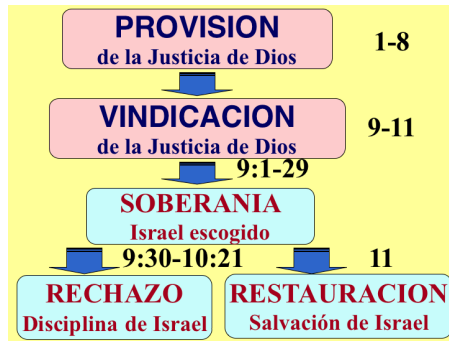 PROVISION
de la Justicia de Dios
1-8
VINDICACION
de la Justicia de Dios
9-11
9:1-29
SOBERANIA
Israel escogido
9:30-10:21
11
RECHAZO
Disciplina de Israel
RESTAURACION
Salvación de Israel